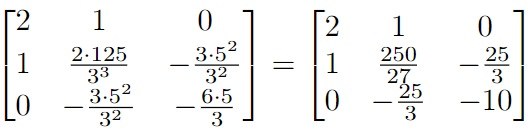 [2 1 0] = [2 1 0]
[1 2·125/3³ −3·5²/3²] = [1 250/27 −25/3]
[0 −3·5²/3² −6·5/3] = [0 −25/3 −10]